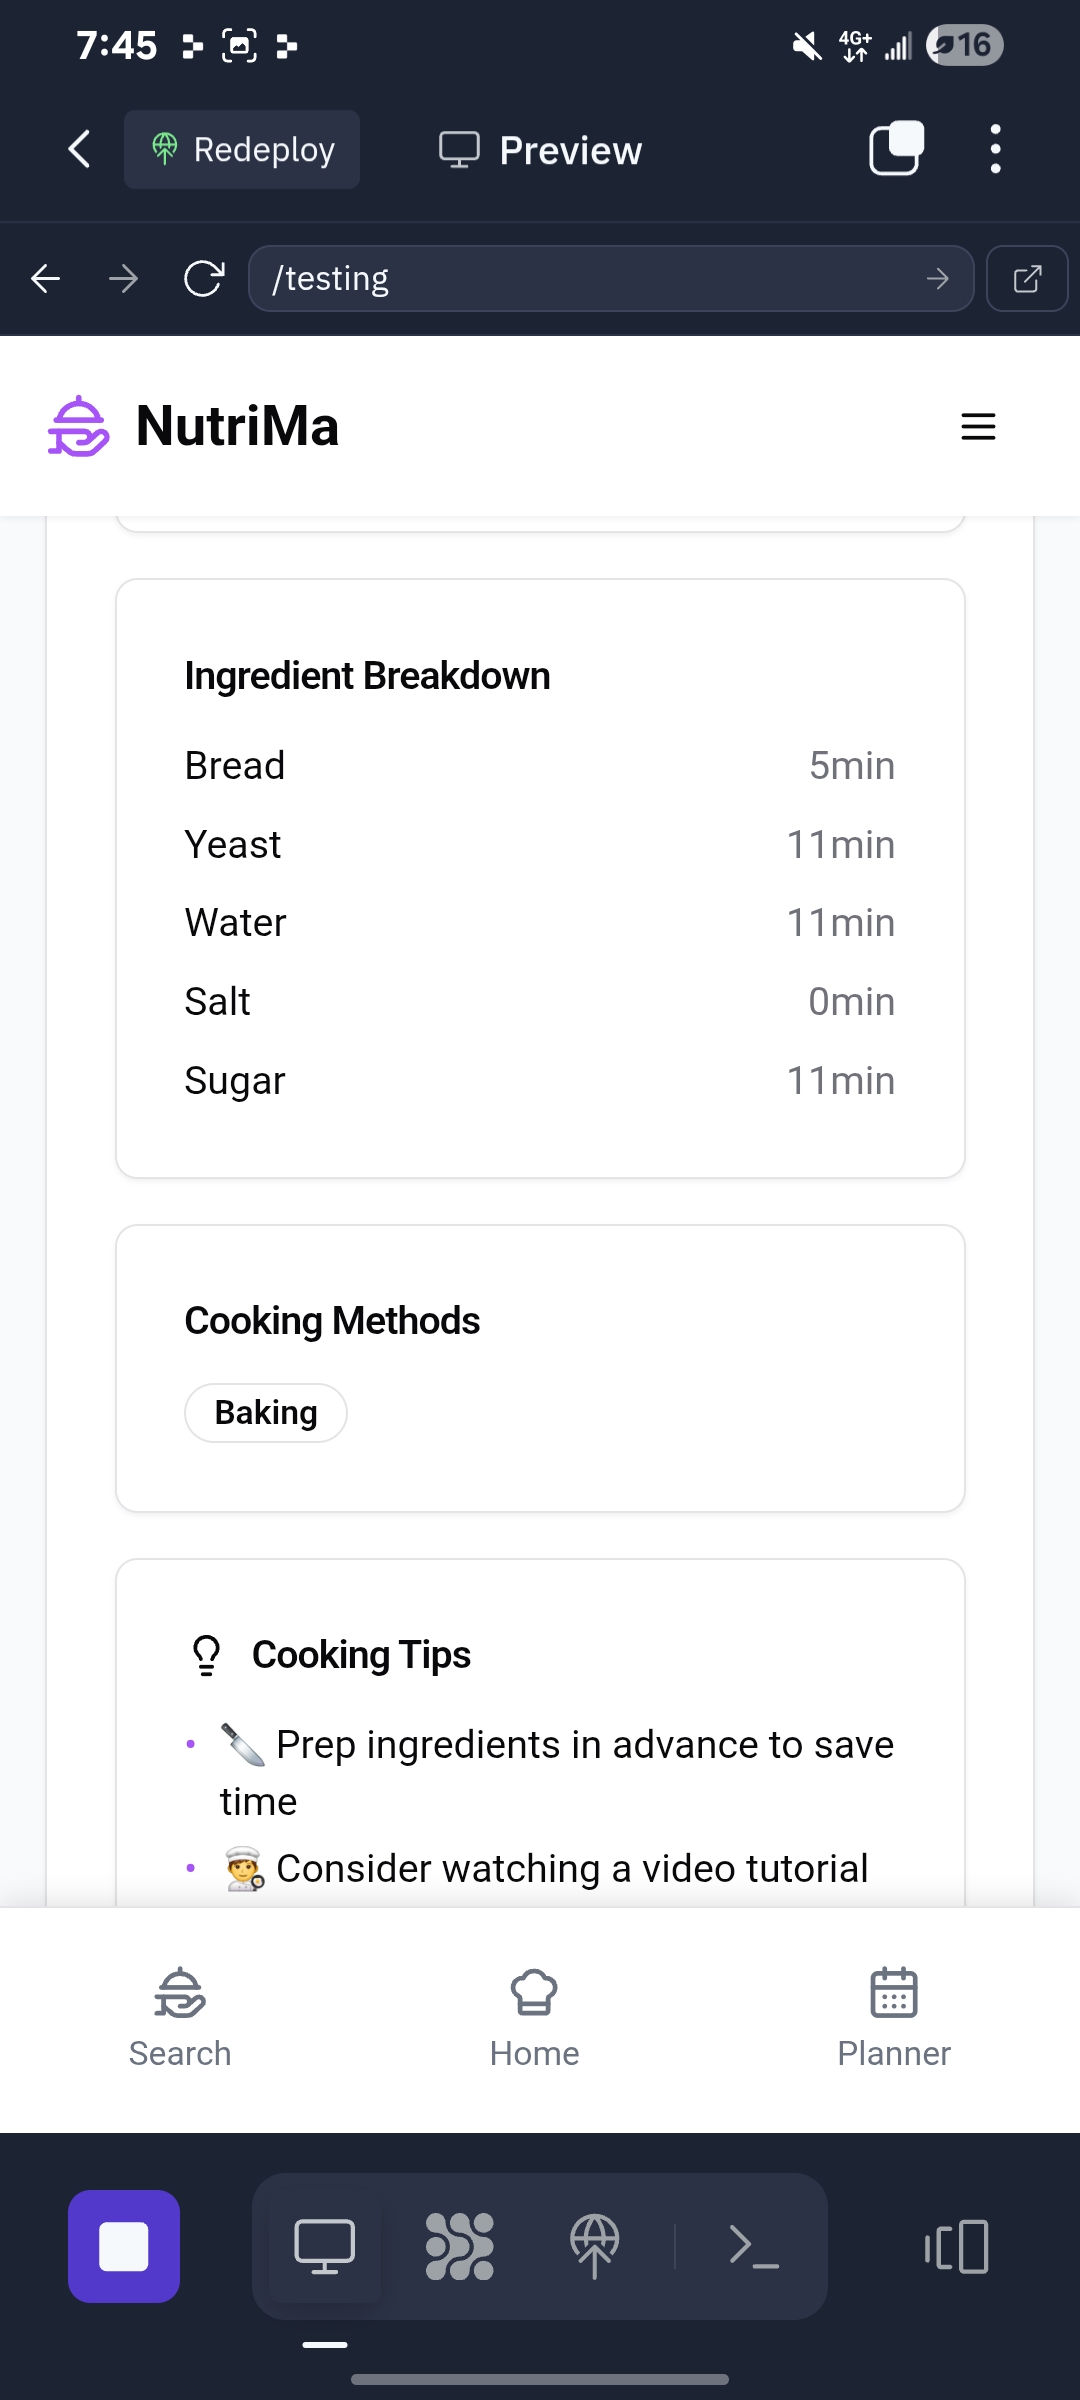 7:45
4G+
16
Redeploy
Preview
/testing
NutriMa
Ingredient Breakdown
Bread 5min
Yeast 11min
Water 11min
Salt 0min
Sugar 11min
Cooking Methods
Baking
Cooking Tips
• 🔪 Prep ingredients in advance to save
time
• 🧑‍🍳 Consider watching a video tutorial
Search Home Planner